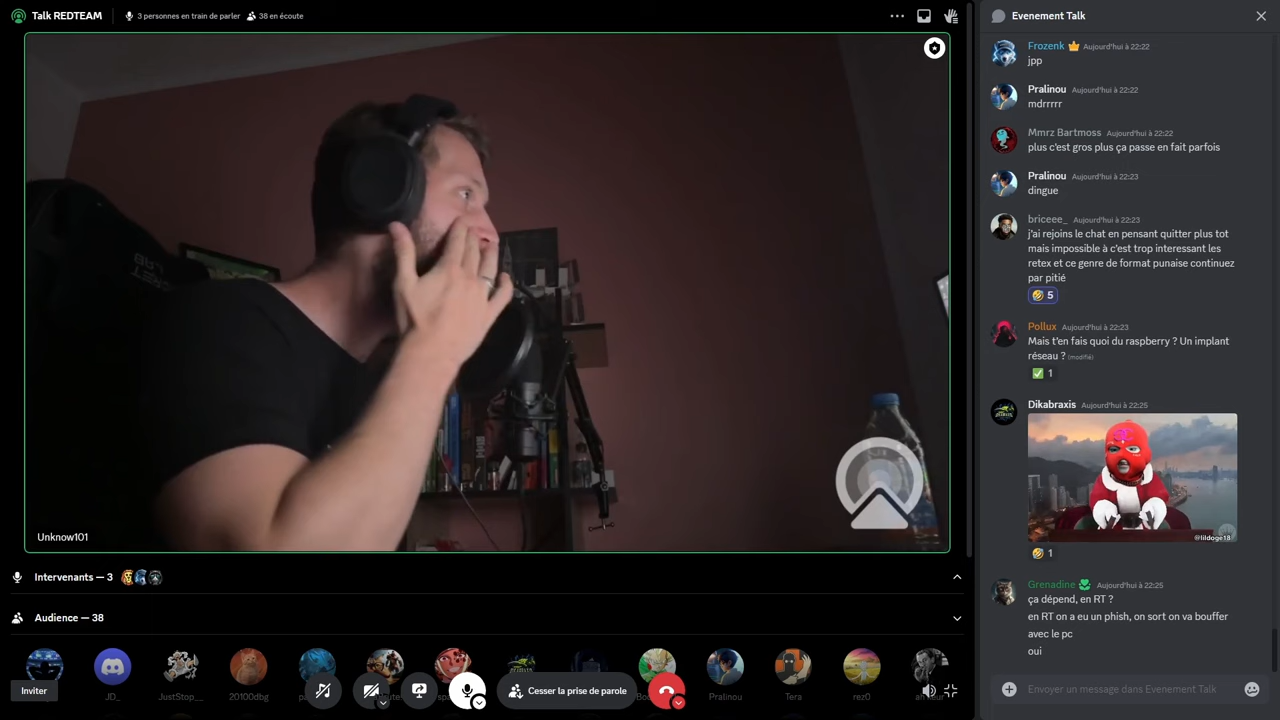 Talk REDTEAM
3 personnes en train de parler
38 en écoute
Unknow101
Intervenants — 3
Audience — 38
JD_
JustStop_
20100dbg
Pralinou
Tera
rez0
Inviter
Cesser la prise de parole
Evenement Talk
Frozenk Aujourd'hui à 22:22
jpp
Pralinou Aujourd'hui à 22:22
mdrrrrr
Mmrz Bartmoss Aujourd'hui à 22:22
plus c'est gros plus ça passe en fait parfois
Pralinou Aujourd'hui à 22:23
dingue
briceee_ Aujourd'hui à 22:23
j'ai rejoins le chat en pensant quitter plus tot
mais impossible à c'est trop interessant les
retex et ce genre de format punaise continuez
par pitié
5
Pollux Aujourd'hui à 22:23
Mais t'en fais quoi du raspberry ? Un implant
réseau ? (modifié)
1
Dikabraxis Aujourd'hui à 22:25
@lildoge18
1
Grenadine Aujourd'hui à 22:25
ça dépend, en RT ?
en RT on a eu un phish, on sort on va bouffer
avec le pc
oui
Envoyer un message dans Evenement Talk